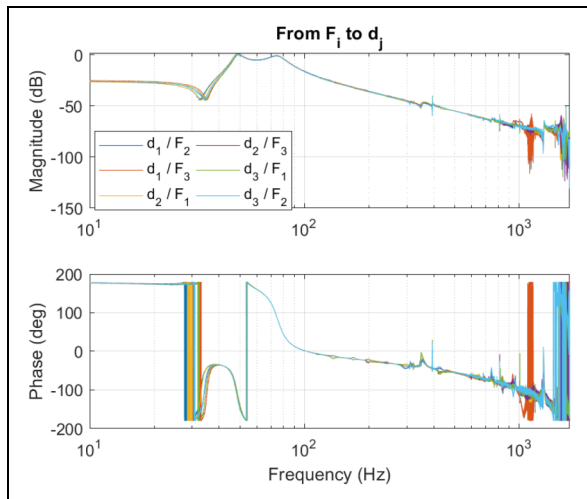 From F_i to d_j
Magnitude (dB)
0
-50
-100
-150
d_1 / F_2
d_2 / F_3
d_1 / F_3
d_3 / F_1
d_2 / F_1
d_3 / F_2
10^1
10^2
10^3
Phase (deg)
200
100
0
-100
-200
10^1
10^2
10^3
Frequency (Hz)